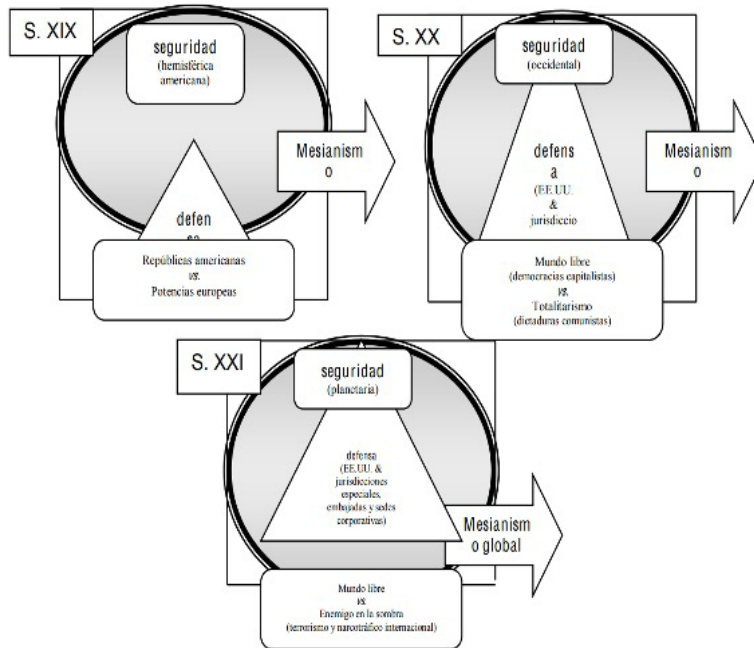 S. XIX
seguridad
(hemisférica
americana)
Mesianism
o
defen
Repúblicas americanas
vs.
Potencias europeas
S. XX
seguridad
(occidental)
defens
a
(EE.UU.
&
jurisdiccio
Mesianism
o
Mundo libre
(democracias capitalistas)
vs.
Totalitarismo
(dictaduras comunistas)
S. XXI
seguridad
(planetaria)
defensa
(EE.UU. &
jurisdicciones
especiales,
embajadas y sedes
corporativas)
Mesianism
o global
Mundo libre
vs
Enemigo en la sombra
(terrorismo y narcotráfico internacional)